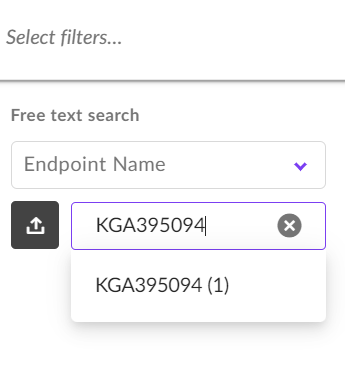 Select filters...
Free text search
Endpoint Name
KGA395094
KGA395094 (1)